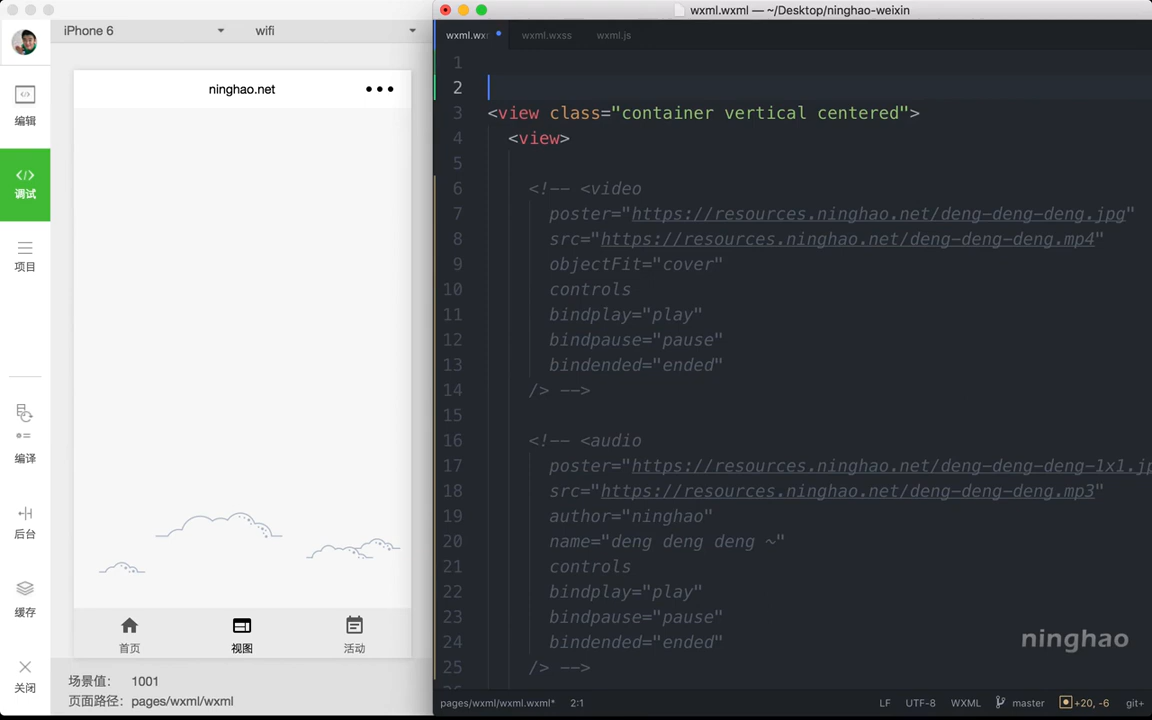 iPhone 6
wifi
wxml.wxml — ~/Desktop/ninghao-weixin
wxml.wx
wxml.wxss
wxml.js
编辑
调试
项目
编译
后台
缓存
关闭
ninghao.net
首页
视图
活动
场景值: 1001
页面路径: pages/wxml/wxml
1
2
3 <view class="container vertical centered">
4 <view>
5
6 <!-- <video
7 poster="https://resources.ninghao.net/deng-deng-deng.jpg"
8 src="https://resources.ninghao.net/deng-deng-deng.mp4"
9 objectFit="cover"
10 controls
11 bindplay="play"
12 bindpause="pause"
13 bindended="ended"
14 /> -->
15
16 <!-- <audio
17 poster="https://resources.ninghao.net/deng-deng-deng-1x1.jp
18 src="https://resources.ninghao.net/deng-deng-deng.mp3"
19 author="ninghao"
20 name="deng deng deng ~"
21 controls
22 bindplay="play"
23 bindpause="pause"
24 bindended="ended"
25 /> -->
ninghao
pages/wxml/wxml.wxml* 2:1
LF UTF-8 WXML master +20, -6 git+